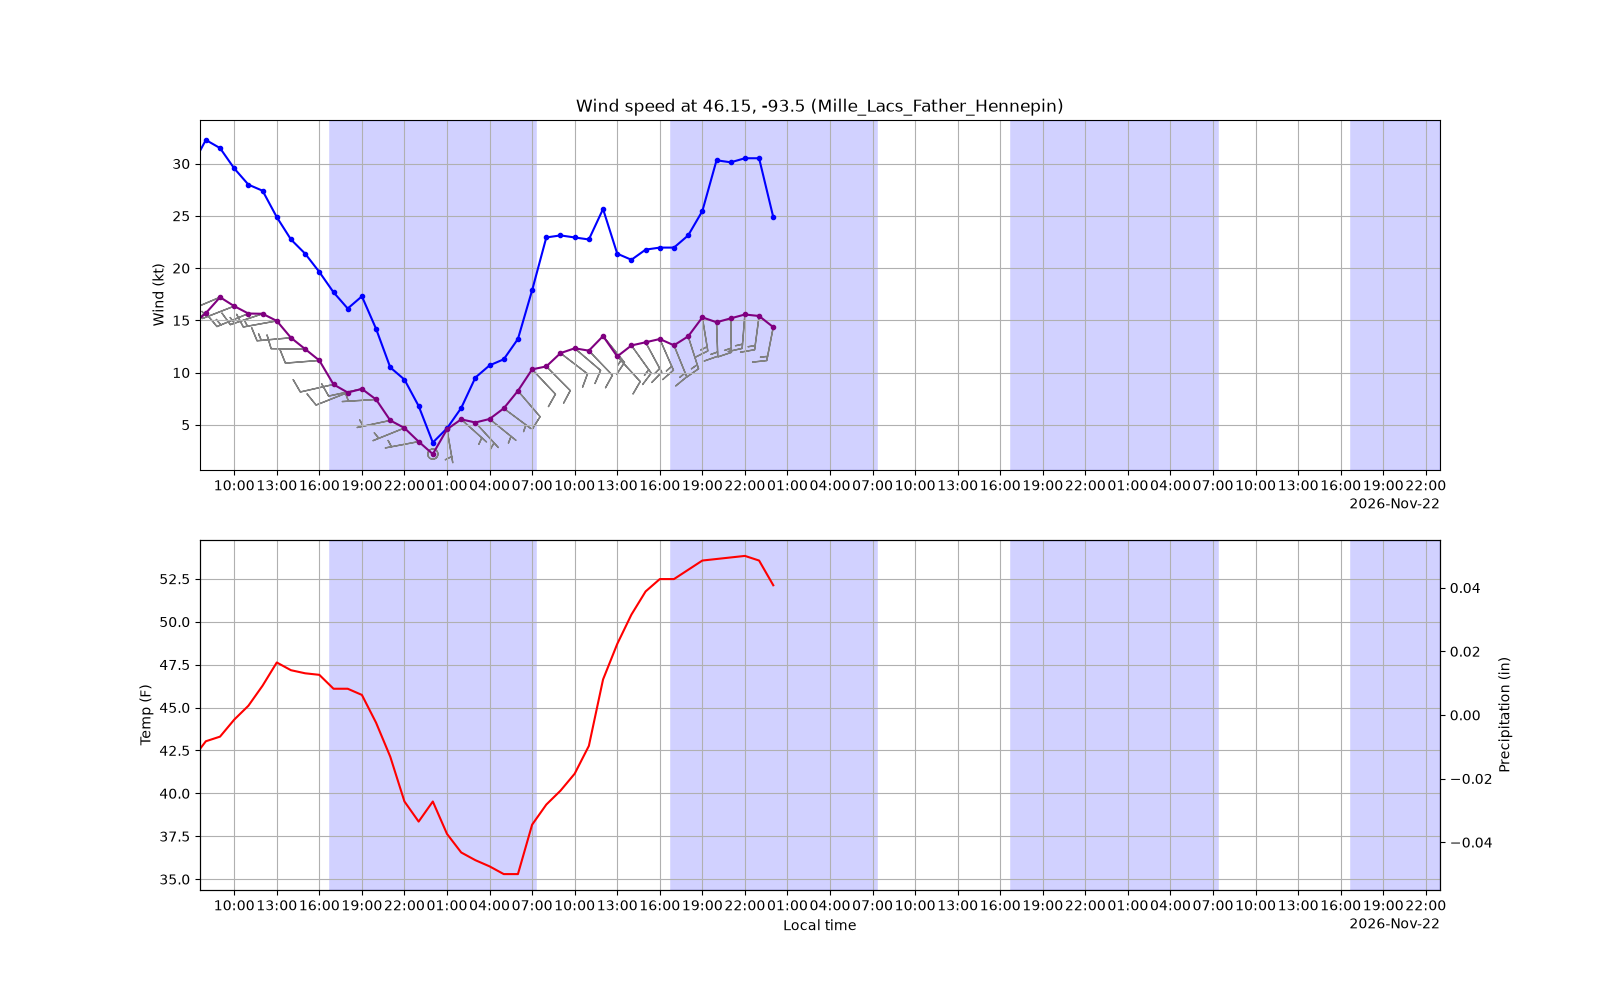 Wind speed at 46.15, -93.5 (Mille_Lacs_Father_Hennepin)
Wind (kt)
30
25
20
15
10
5
10:00 13:00 16:00 19:00 22:00 01:00 04:00 07:00 10:00 13:00 16:00 19:00 22:00 01:00 04:00 07:00 10:00 13:00 16:00 19:00 22:00 01:00 04:00 07:00 10:00 13:00 16:00 19:00 22:00
2026-Nov-22
Temp (F)
52.5
50.0
47.5
45.0
42.5
40.0
37.5
35.0
0.04
0.02
0.00
−0.02
−0.04
Precipitation (in)
10:00 13:00 16:00 19:00 22:00 01:00 04:00 07:00 10:00 13:00 16:00 19:00 22:00 01:00 04:00 07:00 10:00 13:00 16:00 19:00 22:00 01:00 04:00 07:00 10:00 13:00 16:00 19:00 22:00
Local time
2026-Nov-22